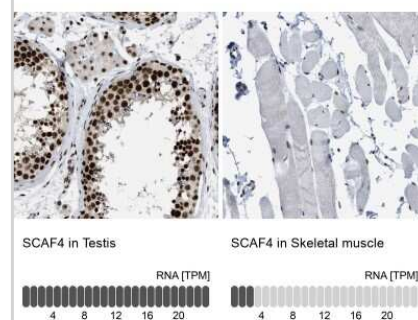 SCAF4 in Testis
SCAF4 in Skeletal muscle
RNA [TPM]
RNA [TPM]
4 8 12 16 20
4 8 12 16 20